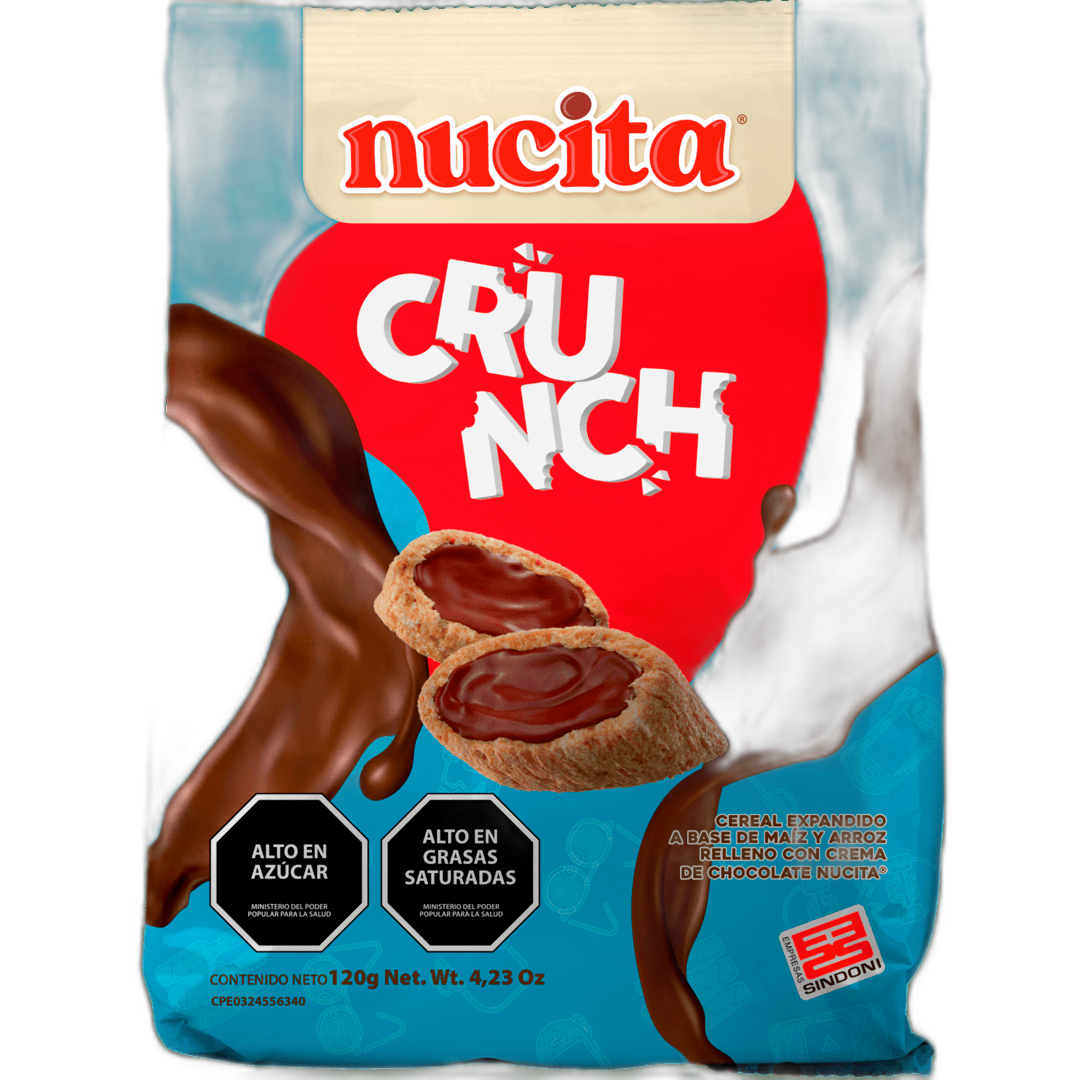 nucita®
CRU
NCH
ALTO EN
AZÚCAR
MINISTERIO DEL PODER
POPULAR PARA LA SALUD
ALTO EN
GRASAS
SATURADAS
MINISTERIO DEL PODER
POPULAR PARA LA SALUD
CEREAL EXPANDIDO
A BASE DE MAÍZ Y ARROZ
RELLENO CON CREMA
DE CHOCOLATE NUCITA®
EMPRESAS
SINDONI
CONTENIDO NETO 120g Net. Wt. 4,23 Oz
CPE0324556340